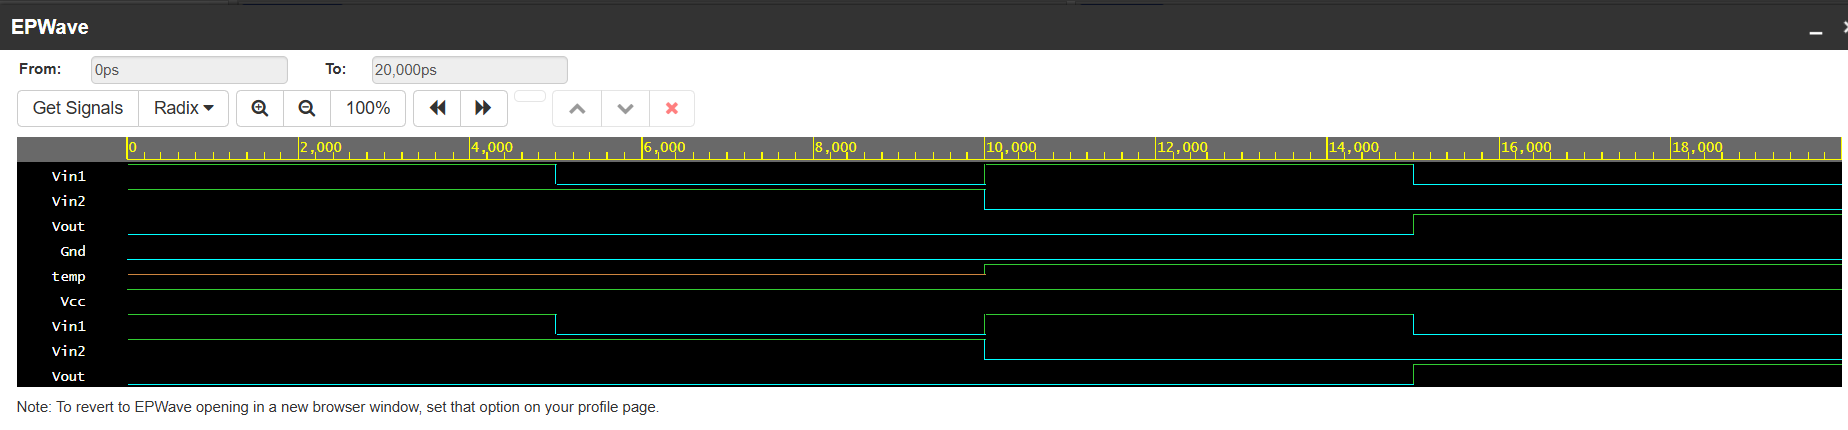 EPWave
From: 0ps To: 20,000ps
Get Signals Radix 100%
0 2,000 4,000 6,000 8,000 10,000 12,000 14,000 16,000 18,000
Vin1
Vin2
Vout
Gnd
temp
Vcc
Vin1
Vin2
Vout
Note: To revert to EPWave opening in a new browser window, set that option on your profile page.